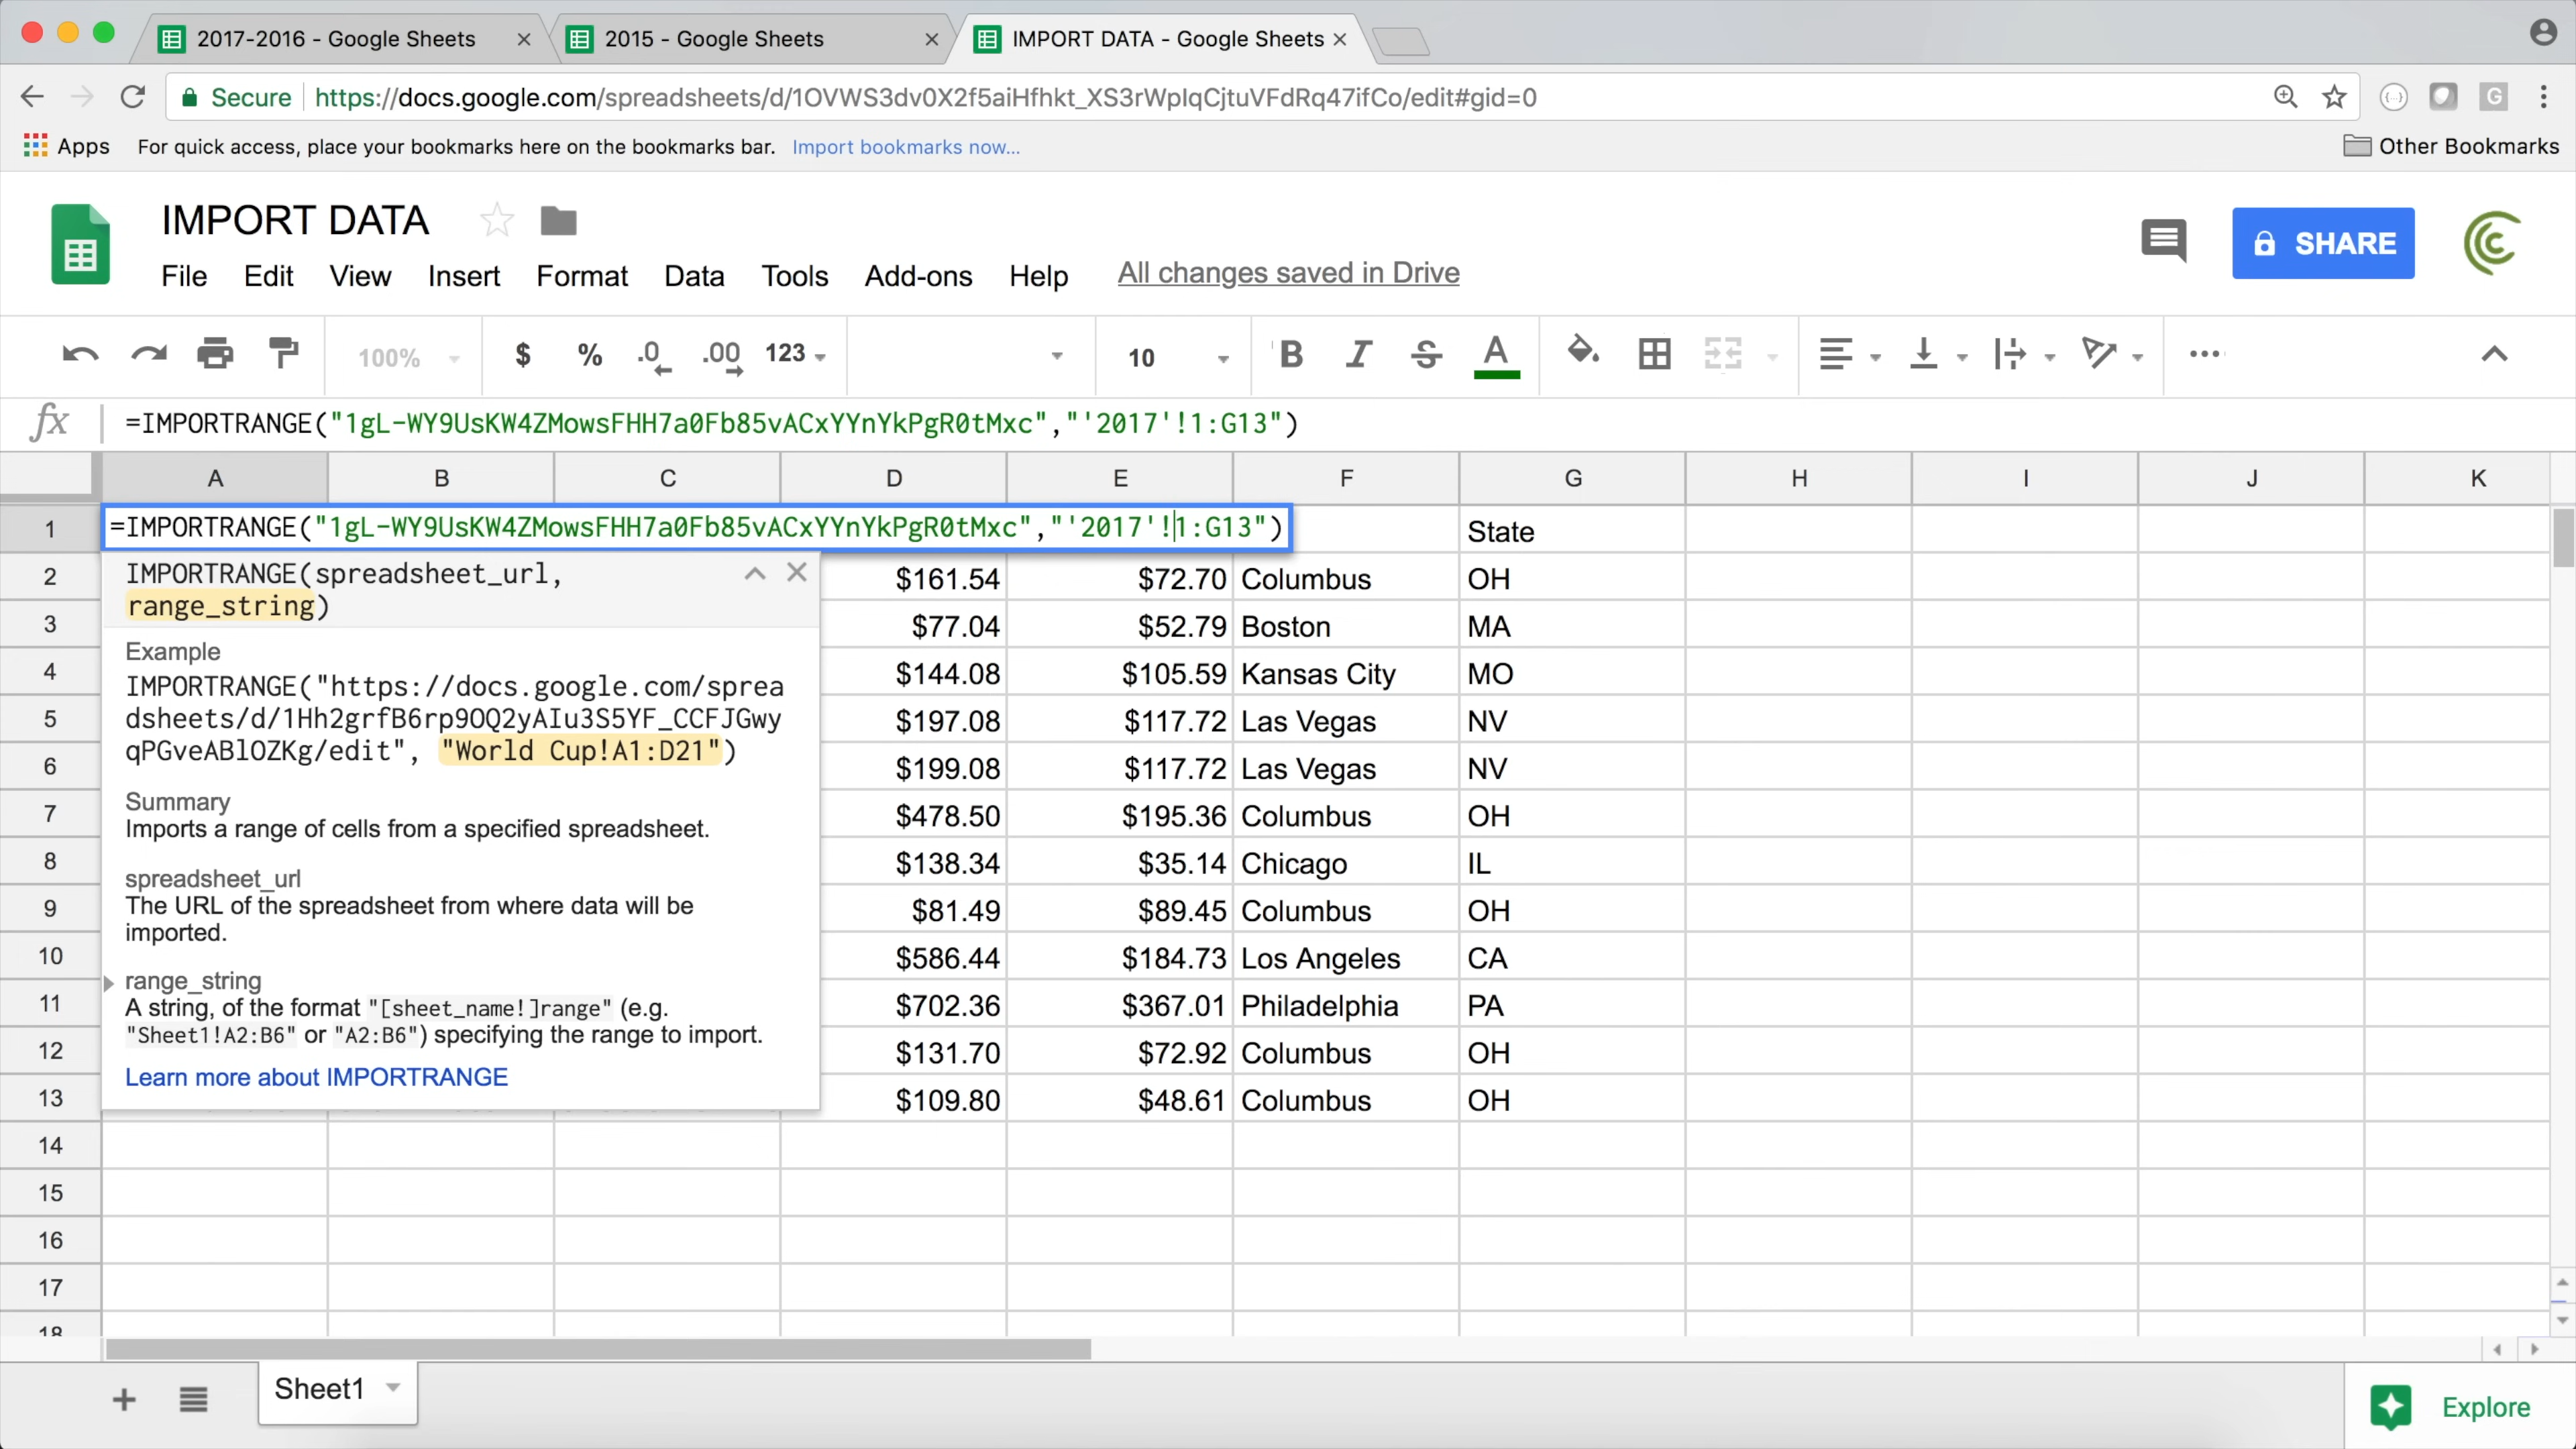 2017-2016 - Google Sheets
2015 - Google Sheets
IMPORT DATA - Google Sheets
Secure
https://docs.google.com/spreadsheets/d/1OVWS3dv0X2f5aiHfhkt_XS3rWpIqCjtuVFdRq47ifCo/edit#gid=0
Apps
For quick access, place your bookmarks here on the bookmarks bar.
Import bookmarks now...
Other Bookmarks
IMPORT DATA
SHARE
File Edit View Insert Format Data Tools Add-ons Help
All changes saved in Drive
100% $ % .0 .00 123 10 B I S A
fx =IMPORTRANGE("1gL-WY9UsKW4ZMowsFHH7a0Fb85vACxYYnYkPgR0tMxc","'2017'!1:G13")
A B C D E F G H I J K
1 =IMPORTRANGE("1gL-WY9UsKW4ZMowsFHH7a0Fb85vACxYYnYkPgR0tMxc","'2017'!1:G13") State
2 $161.54 $72.70 Columbus OH
3 $77.04 $52.79 Boston MA
4 $144.08 $105.59 Kansas City MO
5 $197.08 $117.72 Las Vegas NV
6 $199.08 $117.72 Las Vegas NV
7 $478.50 $195.36 Columbus OH
8 $138.34 $35.14 Chicago IL
9 $81.49 $89.45 Columbus OH
10 $586.44 $184.73 Los Angeles CA
11 $702.36 $367.01 Philadelphia PA
12 $131.70 $72.92 Columbus OH
13 $109.80 $48.61 Columbus OH
14
15
16
17
18
IMPORTRANGE(spreadsheet_url,
range_string)
Example
IMPORTRANGE("https://docs.google.com/sprea
dsheets/d/1Hh2grfB6rp9OQ2yAIu3S5YF_CCFJGwy
qPGveABlOZKg/edit", "World Cup!A1:D21")
Summary
Imports a range of cells from a specified spreadsheet.
spreadsheet_url
The URL of the spreadsheet from where data will be
imported.
range_string
A string, of the format "[sheet_name!]range" (e.g.
"Sheet1!A2:B6" or "A2:B6") specifying the range to import.
Learn more about IMPORTRANGE
Sheet1
Explore